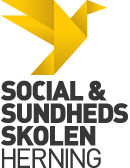 SOCIAL &
SUNDHEDS
SKOLEN
HERNING